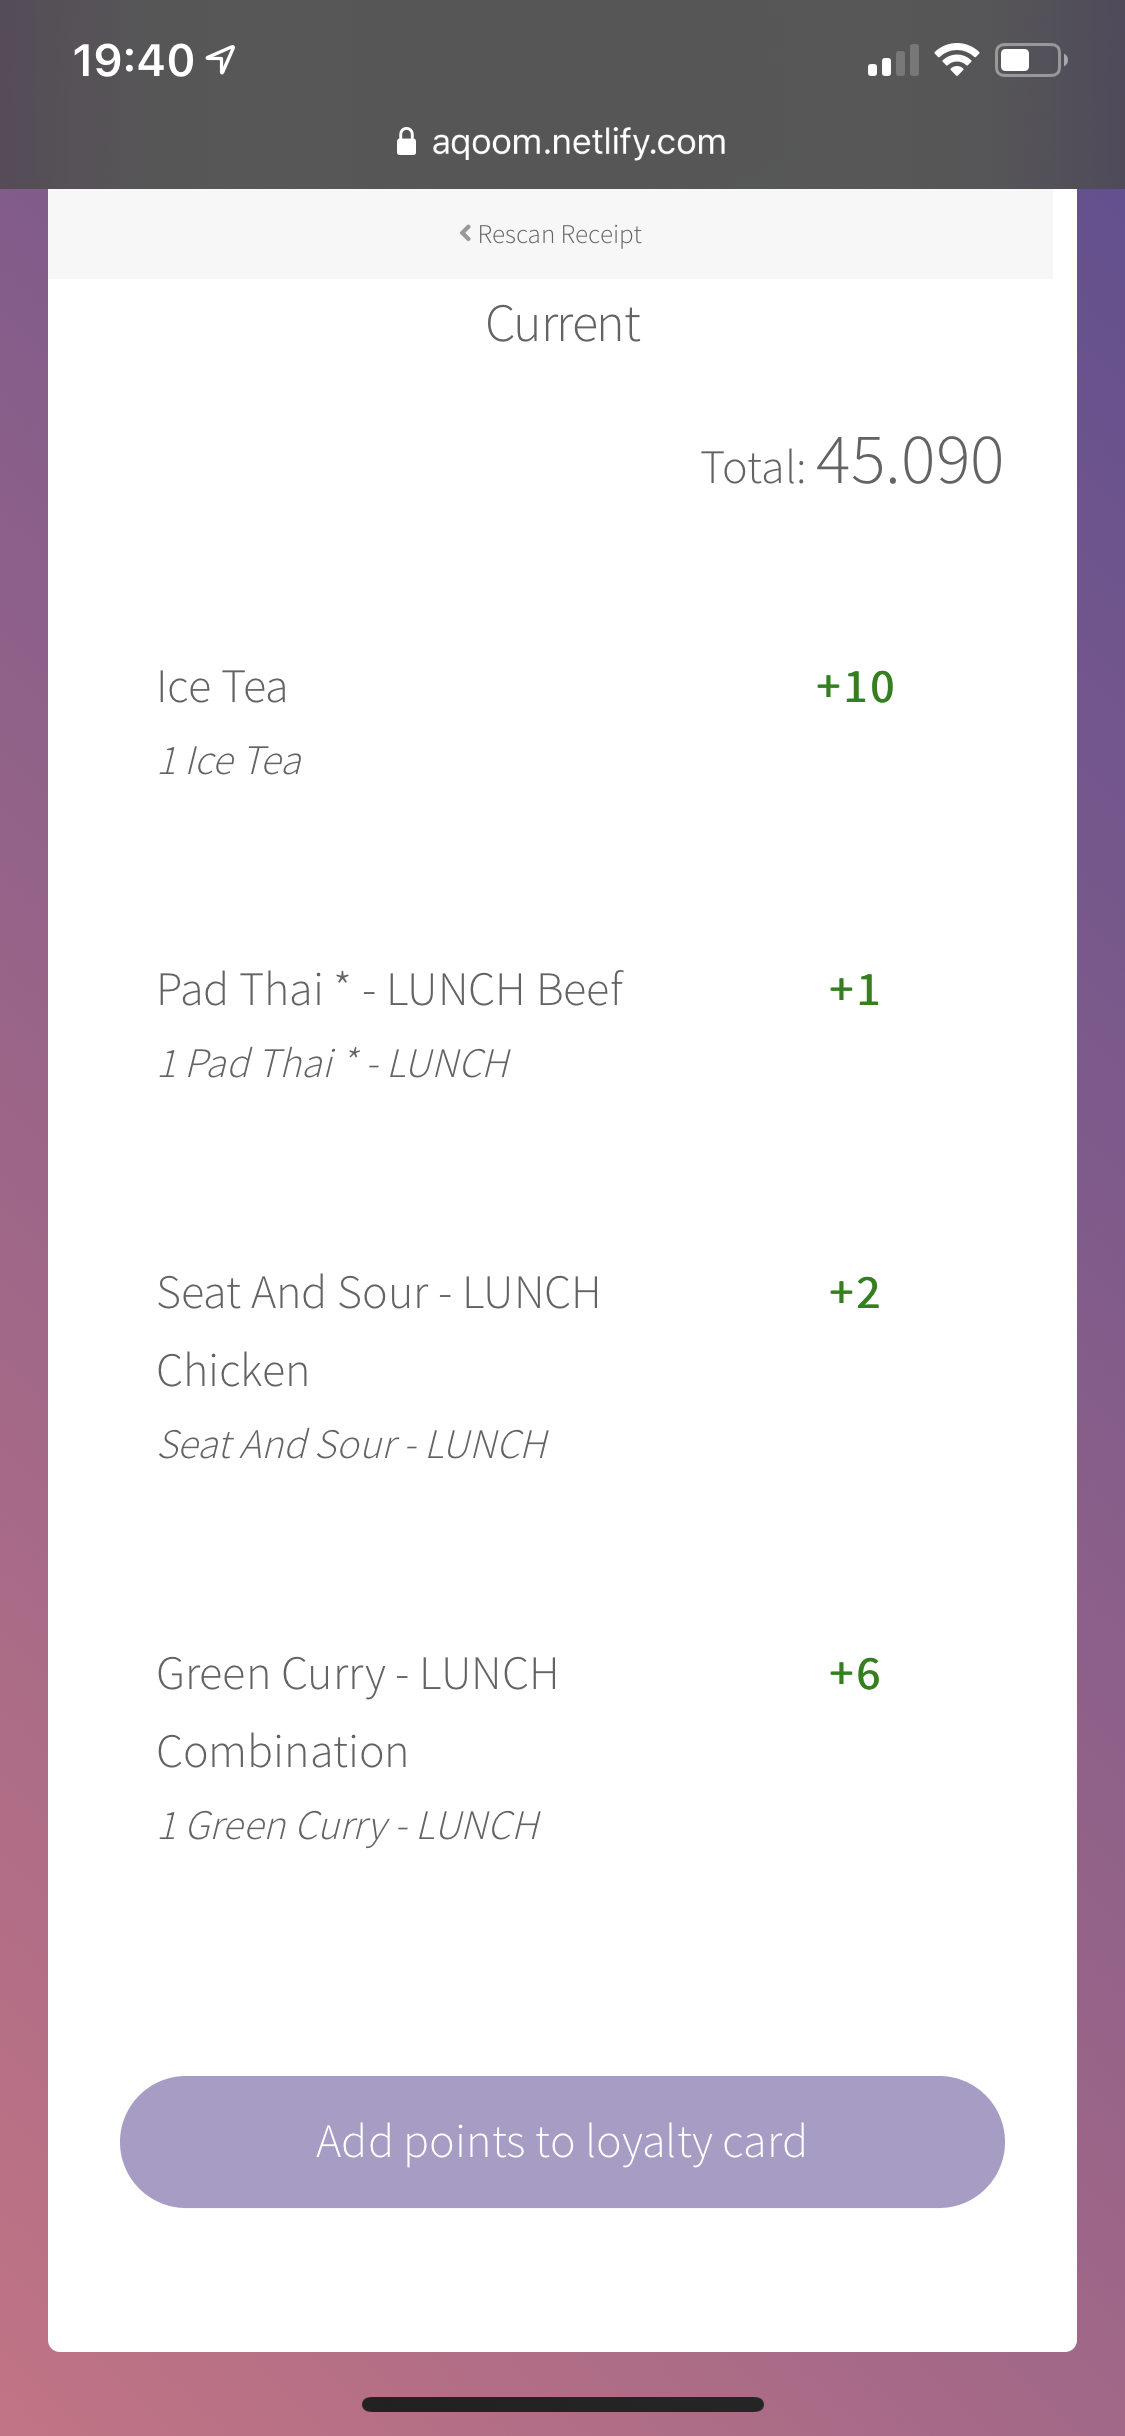 19:40
aqoom.netlify.com
Rescan Receipt
Current
Total: 45.090
Ice Tea +10
1 Ice Tea
Pad Thai * - LUNCH Beef +1
1 Pad Thai * - LUNCH
Seat And Sour - LUNCH +2
Chicken
Seat And Sour - LUNCH
Green Curry - LUNCH +6
Combination
1 Green Curry - LUNCH
Add points to loyalty card